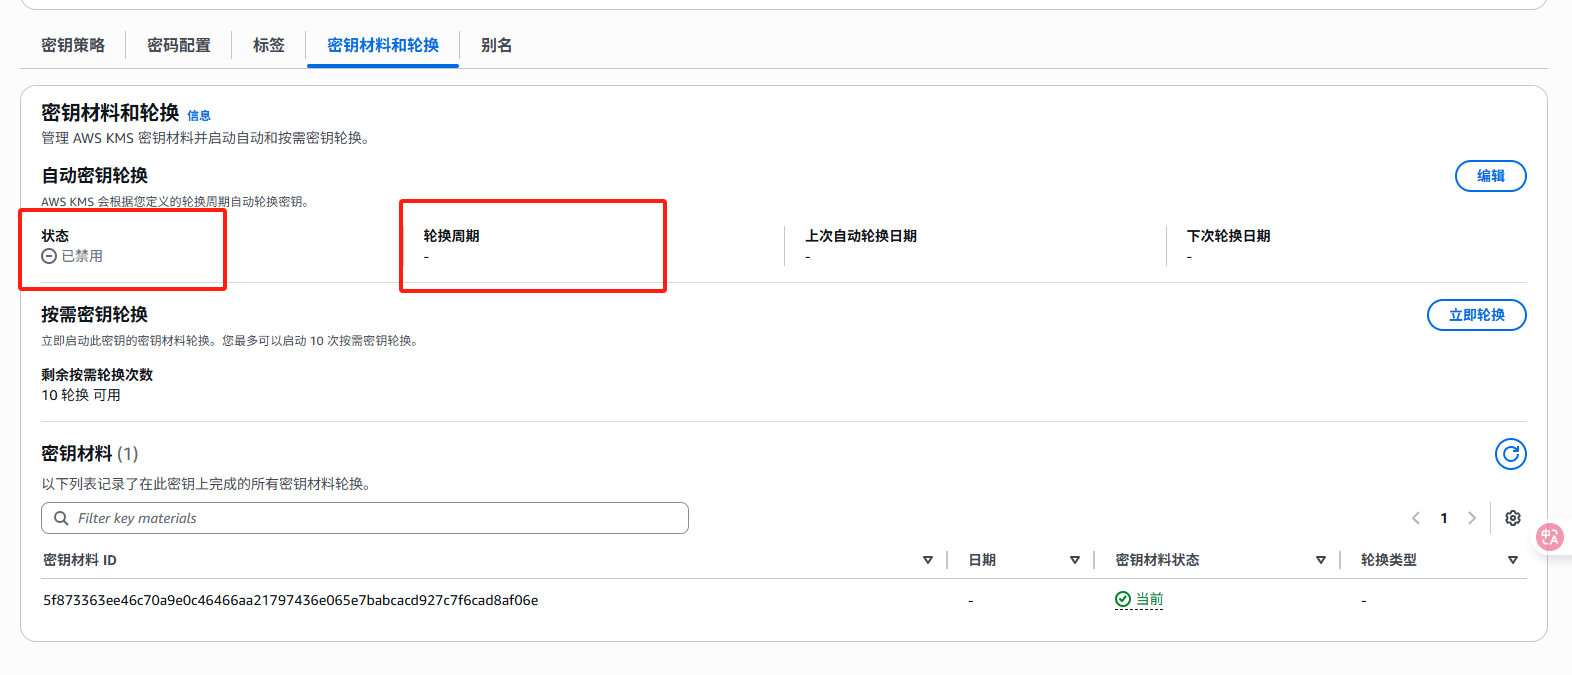 密钥策略 密码配置 标签 密钥材料和轮换 别名
密钥材料和轮换 信息
管理 AWS KMS 密钥材料并启动自动和按需密钥轮换。
自动密钥轮换 编辑
AWS KMS 会根据您定义的轮换周期自动轮换密钥。
状态 轮换周期 上次自动轮换日期 下次轮换日期
已禁用 - - -
按需密钥轮换 立即轮换
立即启动此密钥的密钥材料轮换。您最多可以启动 10 次按需密钥轮换。
剩余按需轮换次数
10 轮换 可用
密钥材料 (1)
以下列表记录了在此密钥上完成的所有密钥材料轮换。
Filter key materials 1
密钥材料 ID 日期 密钥材料状态 轮换类型
5f873363ee46c70a9e0c46466aa21797436e065e7babcacd927c7f6cad8af06e - 当前 -
中 A